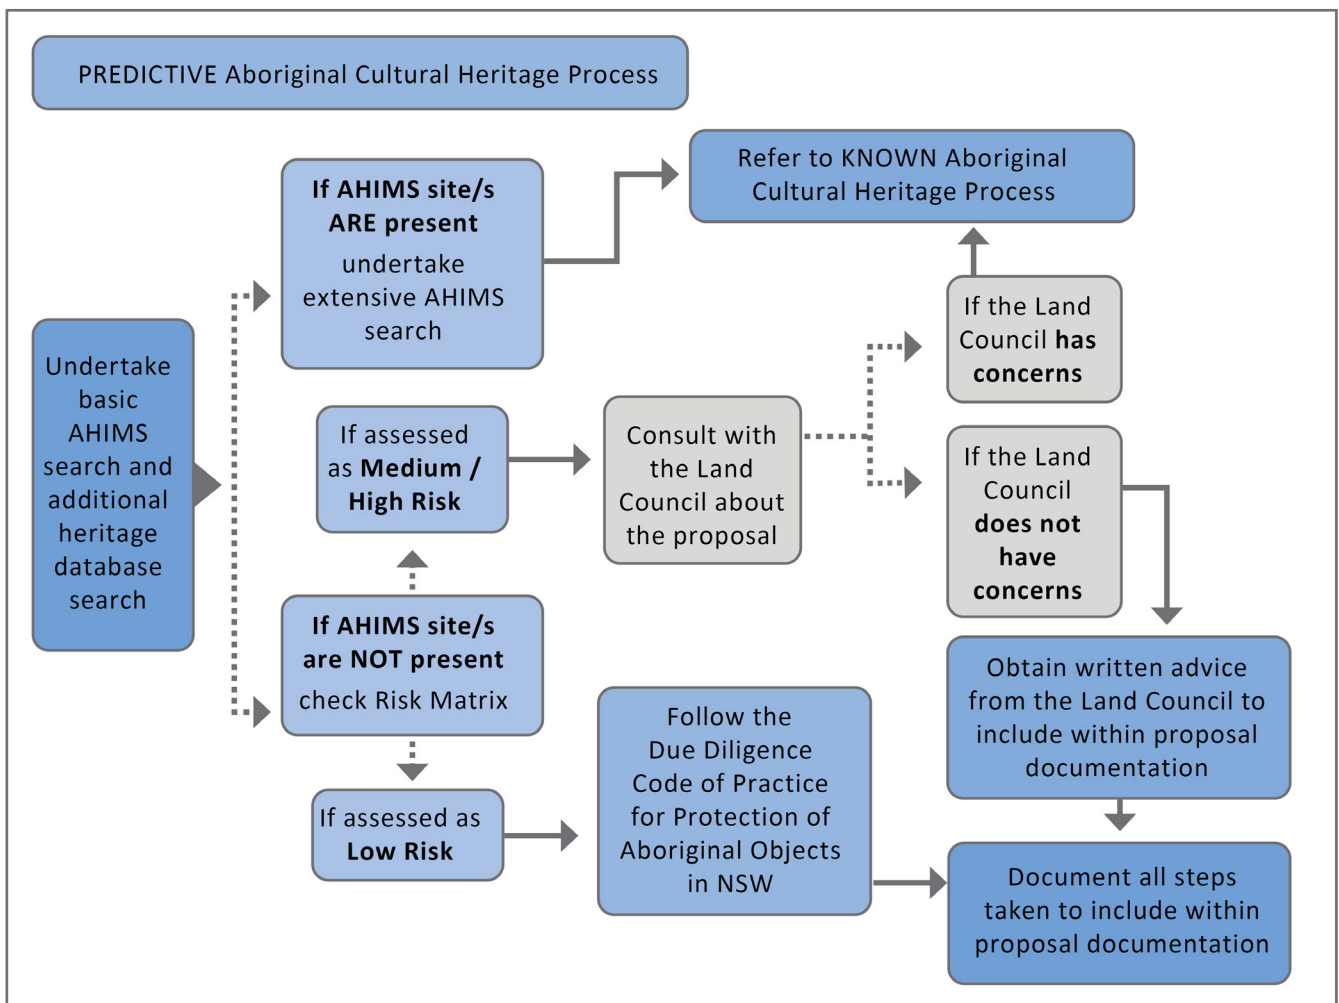 PREDICTIVE Aboriginal Cultural Heritage Process
Undertake
basic
AHIMS
search and
additional
heritage
database
search
If AHIMS site/s
ARE present
undertake
extensive AHIMS
search
Refer to KNOWN Aboriginal
Cultural Heritage Process
If assessed
as Medium /
High Risk
Consult with
the Land
Council about
the proposal
If the Land
Council has
concerns
If the Land
Council
does not
have
concerns
If AHIMS site/s
are NOT present
check Risk Matrix
If assessed as
Low Risk
Follow the
Due Diligence
Code of Practice
for Protection of
Aboriginal Objects
in NSW
Obtain written advice
from the Land Council to
include within proposal
documentation
Document all steps
taken to include within
proposal documentation